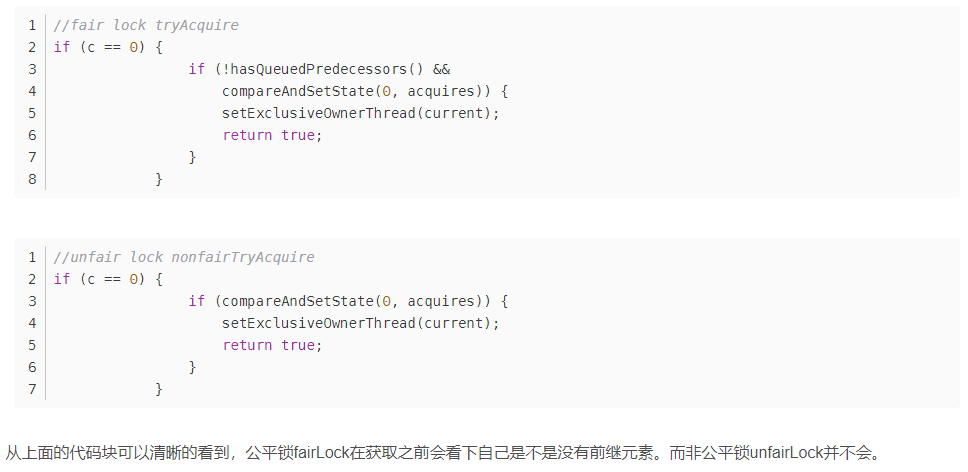 1 //fair lock tryAcquire
2 if (c == 0) {
3                 if (!hasQueuedPredecessors() &&
4                     compareAndSetState(0, acquires)) {
5                     setExclusiveOwnerThread(current);
6                     return true;
7                 }
8             }
1 //unfair lock nonfairTryAcquire
2 if (c == 0) {
3                 if (compareAndSetState(0, acquires)) {
4                     setExclusiveOwnerThread(current);
5                     return true;
6                 }
7             }
从上面的代码块可以清晰的看到，公平锁fairLock在获取之前会看下自己是不是没有前继元素。而非公平锁unfairLock并不会。